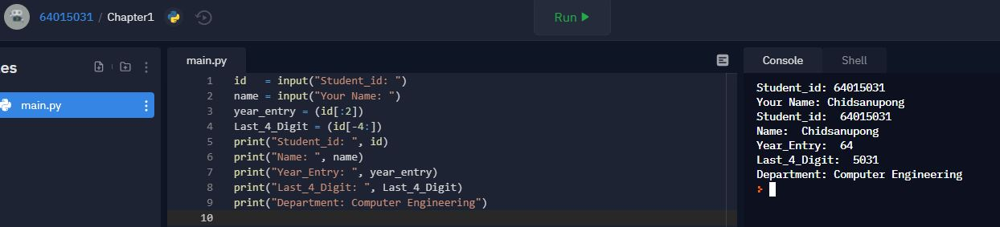 64015031 / Chapter1
Run
es
main.py
main.py
1 id   = input("Student_id: ")
2 name = input("Your Name: ")
3 year_entry = (id[:2])
4 Last_4_Digit = (id[-4:])
5 print("Student_id: ", id)
6 print("Name: ", name)
7 print("Year_Entry: ", year_entry)
8 print("Last_4_Digit: ", Last_4_Digit)
9 print("Department: Computer Engineering")
10
Console Shell
Student_id: 64015031
Your Name: Chidsanupong
Student_id:  64015031
Name:  Chidsanupong
Year_Entry:  64
Last_4_Digit:  5031
Department: Computer Engineering